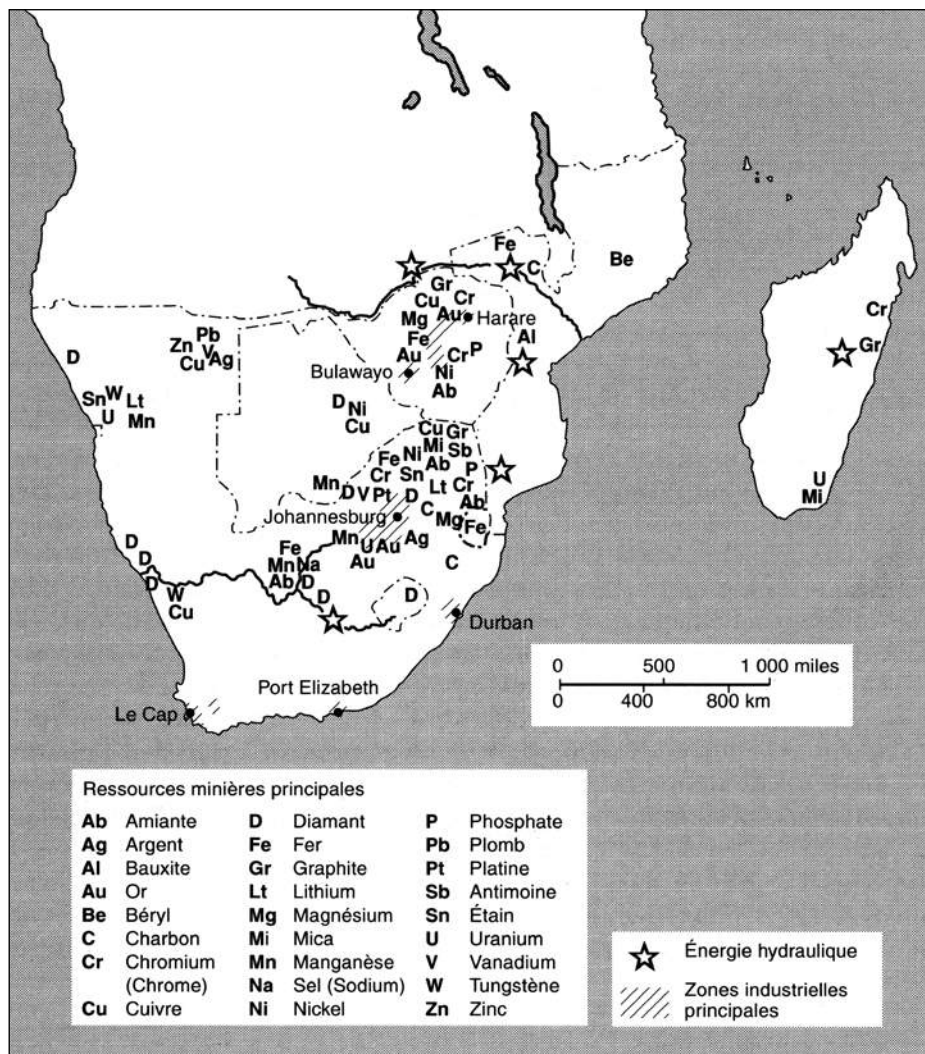 Fe
C
Be
Gr
Cu Cr
Mg Au Harare
Cr
Pb
Zn V
Cu Ag
Fe
Al
Gr
D
Au Cr P
Bulawayo Ni
Ab
Sn W Lt
U Mn
D Ni
Cu
Cu Gr
Mi Sb
Fe Ni Ab P
Cr Sn
Mn D V Pt D Lt Cr
Ab
U
Mi
Johannesburg C Mg Fe
Mn U Au Ag
Au
C
D
D
D
Fe
Mn Na
Ab D
D
W
Cu
D
Durban
Port Elizabeth
Le Cap
0 500 1 000 miles
0 400 800 km
Ressources minières principales
Ab Amiante D Diamant P Phosphate
Ag Argent Fe Fer Pb Plomb
Al Bauxite Gr Graphite Pt Platine
Au Or Lt Lithium Sb Antimoine
Be Béryl Mg Magnésium Sn Étain
C Charbon Mi Mica U Uranium
Cr Chromium Mn Manganèse V Vanadium
(Chrome) Na Sel (Sodium) W Tungstène
Cu Cuivre Ni Nickel Zn Zinc
Énergie hydraulique
Zones industrielles
principales